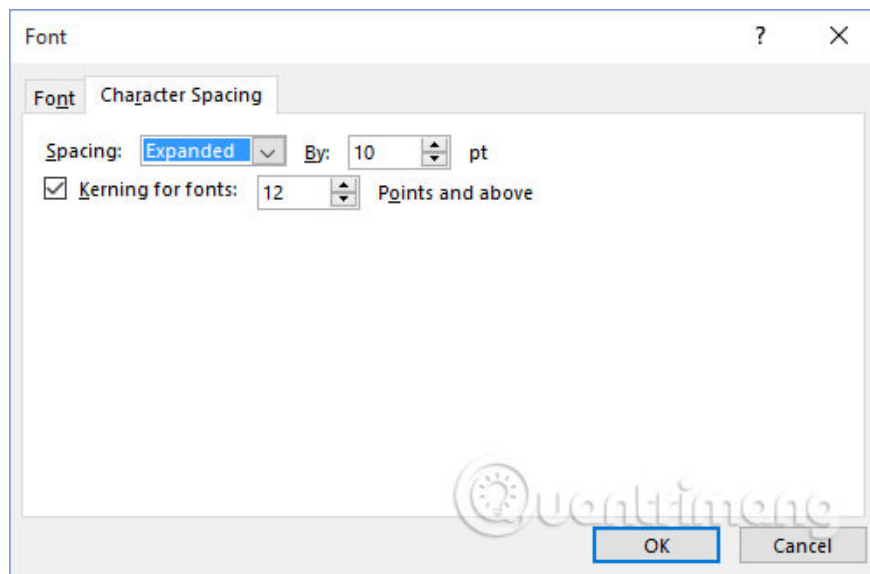 Font ?
Font Character Spacing
Spacing: Expanded By: 10 pt
Kerning for fonts: 12 Points and above
Quantrimang
OK Cancel